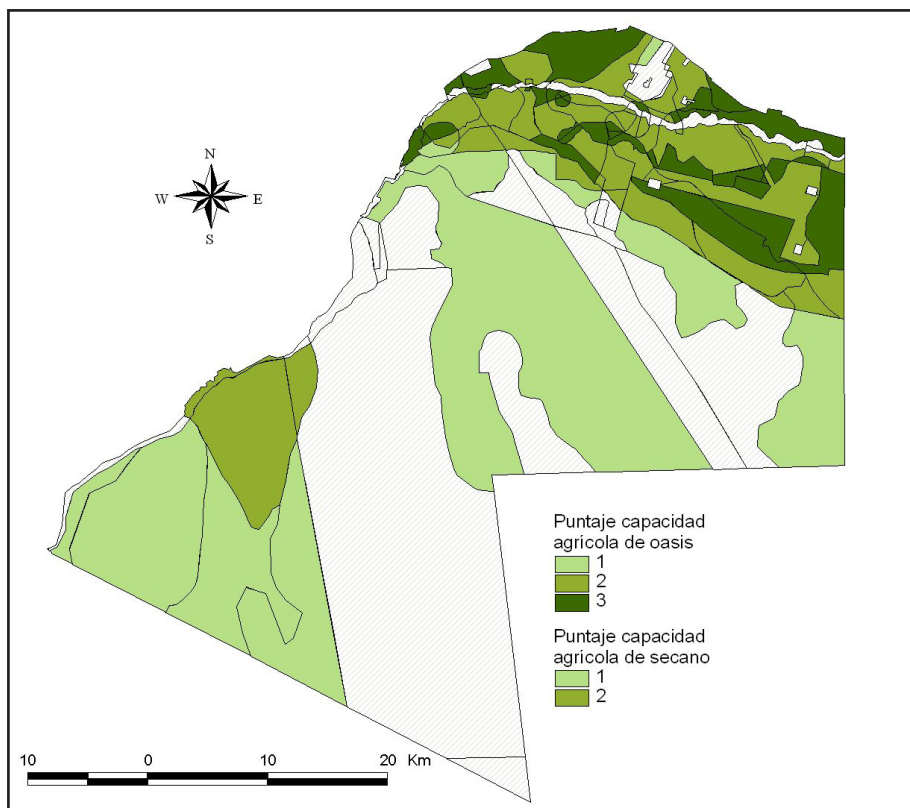 N
W E
S
Puntaje capacidad
agricola de oasis
1
2
3
Puntaje capacidad
agricola de secano
1
2
10 0 10 20 Km